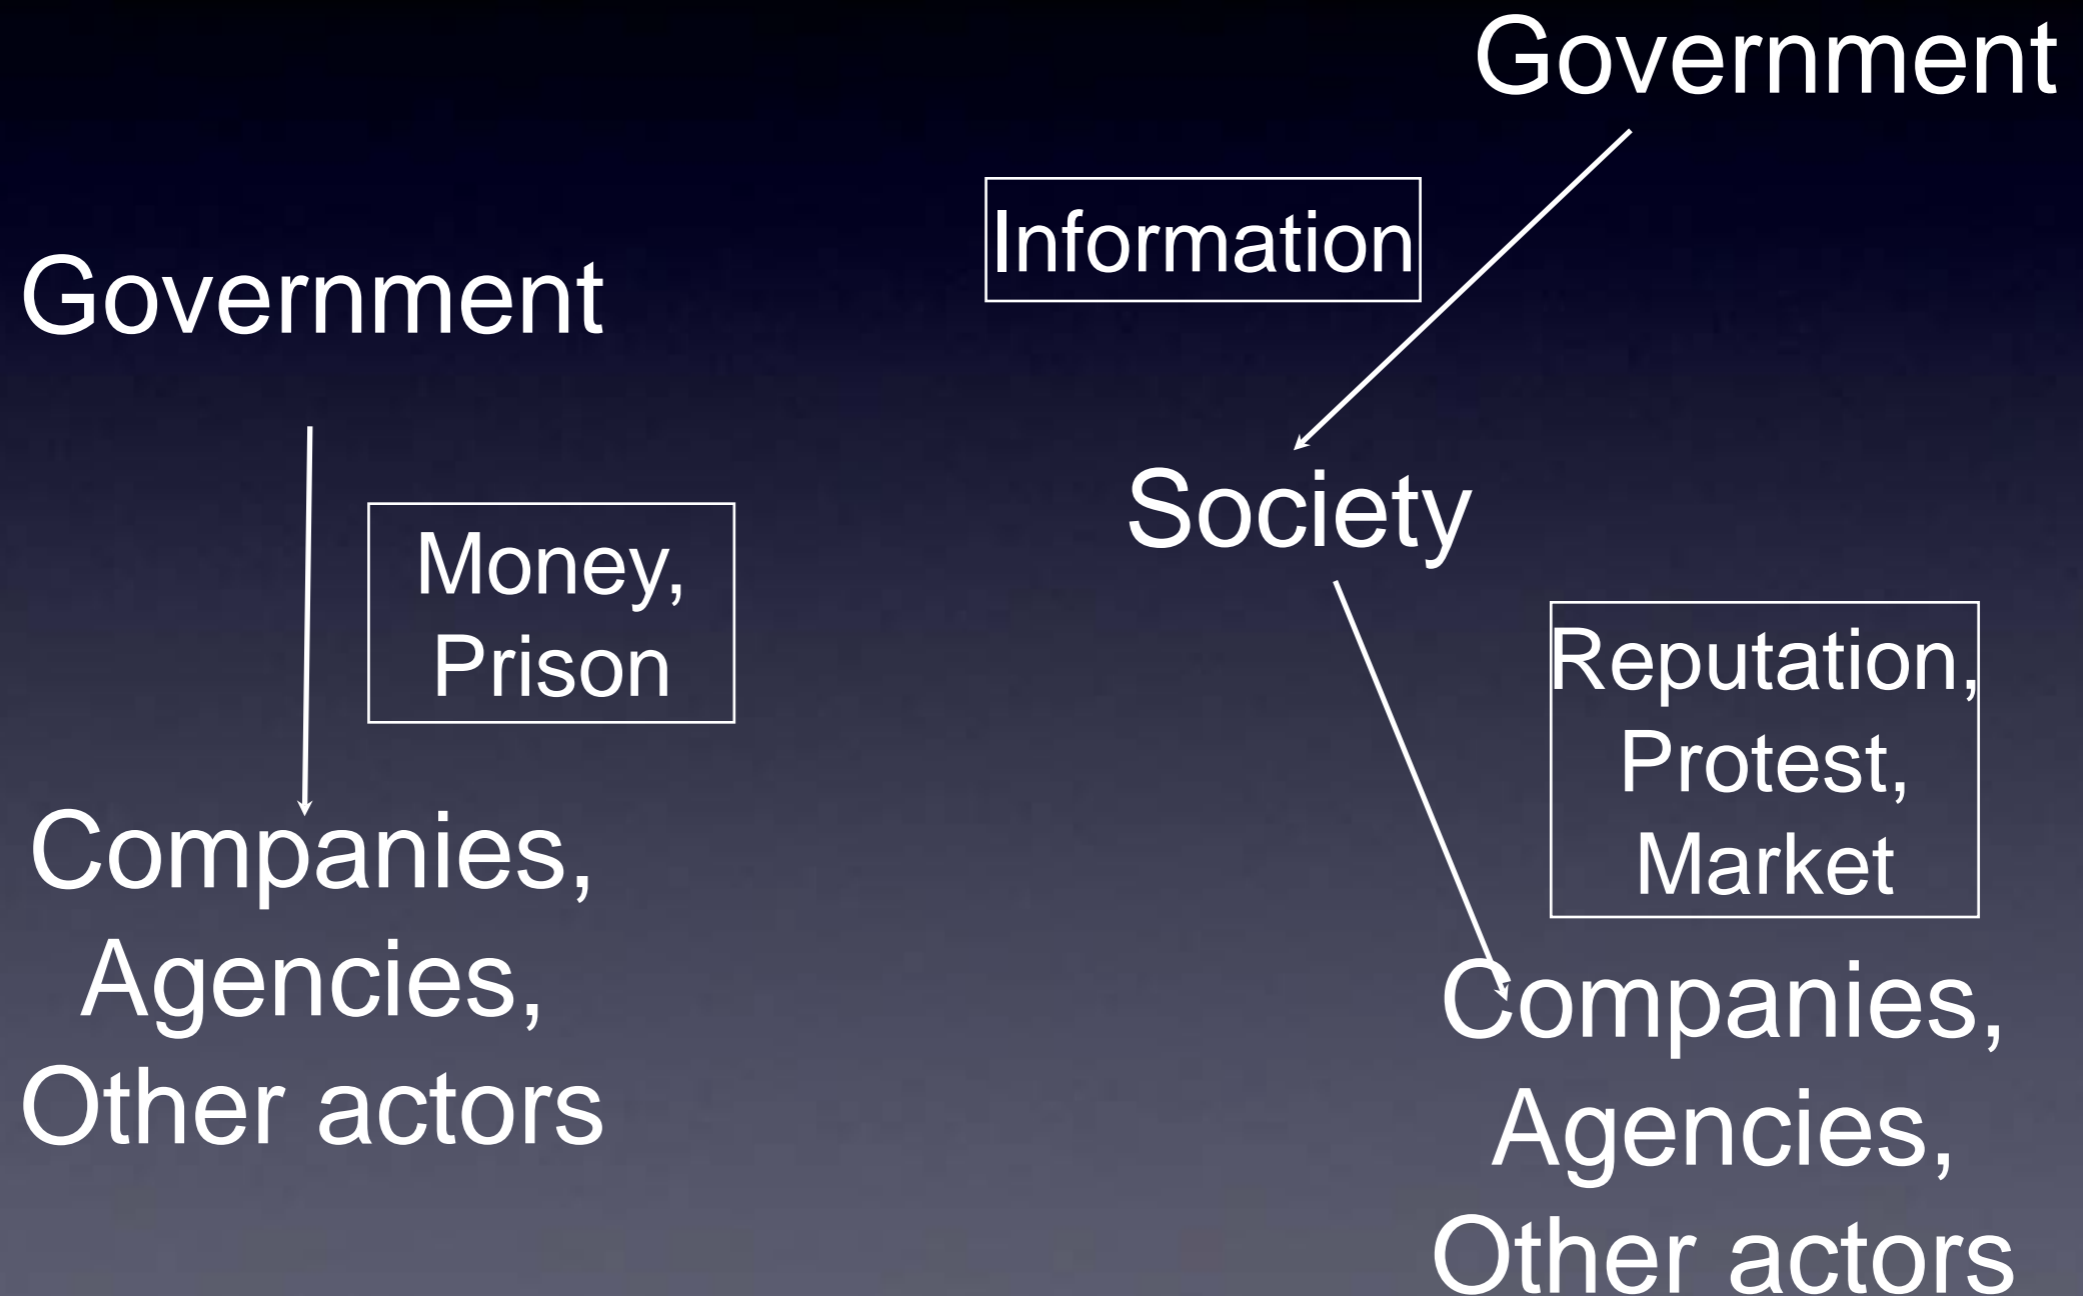 Government
Money,
Prison
Companies,
Agencies,
Other actors
Government
Information
Society
Reputation,
Protest,
Market
Companies,
Agencies,
Other actors